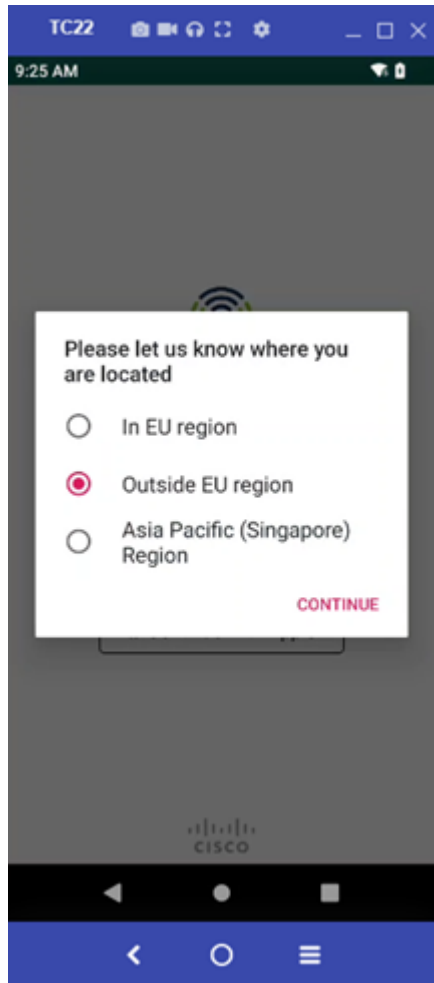 TC22
9:25 AM
Please let us know where you
are located
In EU region
Outside EU region
Asia Pacific (Singapore)
Region
CONTINUE
CISCO